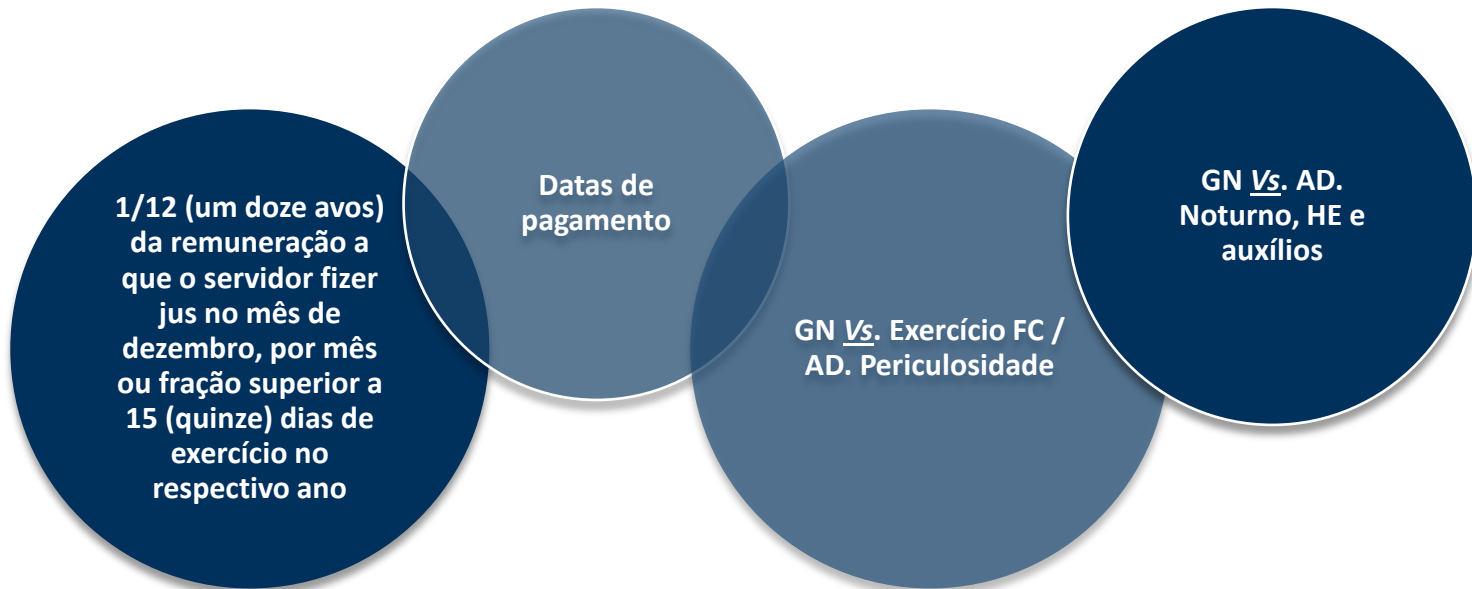 1/12 (um doze avos)
da remuneração a
que o servidor fizer
jus no mês de
dezembro, por mês
ou fração superior a
15 (quinze) dias de
exercício no
respectivo ano
Datas de
pagamento
GN Vs. Exercício FC /
AD. Periculosidade
GN Vs. AD.
Noturno, HE e
auxílios